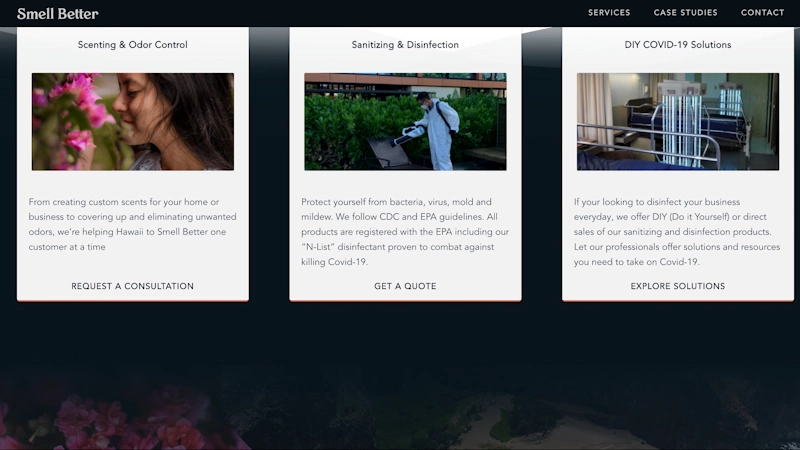 Smell Better
SERVICES
CASE STUDIES
CONTACT
Scenting & Odor Control
From creating custom scents for your home or
business to covering up and eliminating unwanted
odors, we're helping Hawaii to Smell Better one
customer at a time
REQUEST A CONSULTATION
Sanitizing & Disinfection
Protect yourself from bacteria, virus, mold and
mildew. We follow CDC and EPA guidelines. All
products are registered with the EPA including our
"N-List" disinfectant proven to combat against
killing Covid-19.
GET A QUOTE
DIY COVID-19 Solutions
If your looking to disinfect your business
everyday, we offer DIY (Do it Yourself) or direct
sales of our sanitizing and disinfection products.
Let our professionals offer solutions and resources
you need to take on Covid-19.
EXPLORE SOLUTIONS